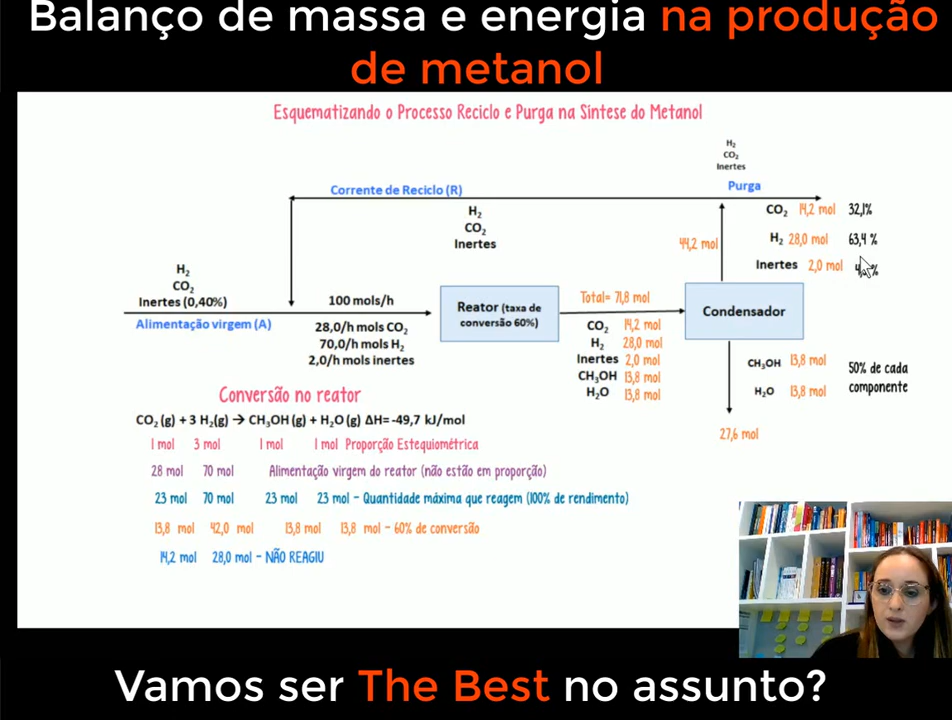 Balanço de massa e energia na produção
de metanol
Esquematizando o Processo Reciclo e Purga na Síntese do Metanol
H₂
CO₂
Inertes
Corrente de Reciclo (R)
Purga
H₂
CO₂
Inertes
CO₂ 14,2 mol 32,1%
44,2 mol
H₂ 28,0 mol 63,4 %
Inertes 2,0 mol
H₂
CO₂
Inertes (0,40%)
Alimentação virgem (A)
100 mols/h
28,0/h mols CO₂
70,0/h mols H₂
2,0/h mols inertes
Reator (taxa de
conversão 60%)
Total= 71,8 mol
CO₂ 14,2 mol
H₂ 28,0 mol
Inertes 2,0 mol
CH₃OH 13,8 mol
H₂O 13,8 mol
Condensador
CH₃OH 13,8 mol
H₂O 13,8 mol
50% de cada
componente
27,6 mol
Conversão no reator
CO₂ (g) + 3 H₂(g) → CH₃OH (g) + H₂O (g) ΔH=-49,7 kJ/mol
1 mol 3 mol 1 mol 1 mol Proporção Estequiométrica
28 mol 70 mol Alimentação virgem do reator (não estão em proporção)
23 mol 70 mol 23 mol 23 mol - Quantidade máxima que reagem (100% de rendimento)
13,8 mol 42,0 mol 13,8 mol 13,8 mol - 60% de conversão
14,2 mol 28,0 mol - NÃO REAGIU
Vamos ser The Best no assunto?